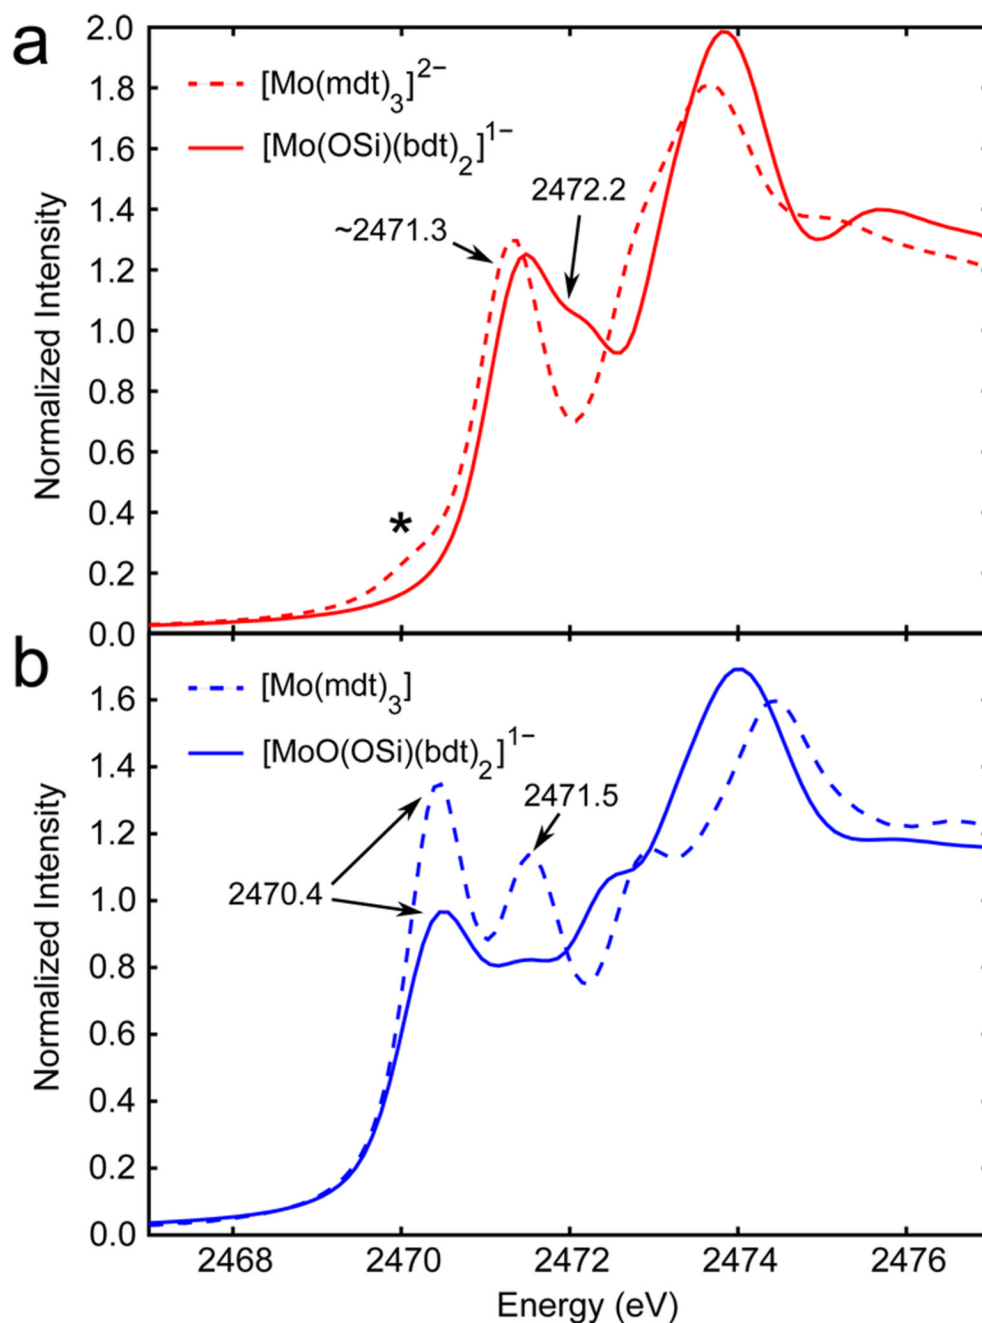 a
2.0
1.8
1.6
1.4
1.2
1.0
0.8
0.6
0.4
0.2
0.0
Normalized Intensity
[Mo(mdt)3]2−
[Mo(OSi)(bdt)2]1−
~2471.3
2472.2
*
b
1.6
1.4
1.2
1.0
0.8
0.6
0.4
0.2
0.0
Normalized Intensity
[Mo(mdt)3]
[MoO(OSi)(bdt)2]1−
2471.5
2470.4
2468 2470 2472 2474 2476
Energy (eV)